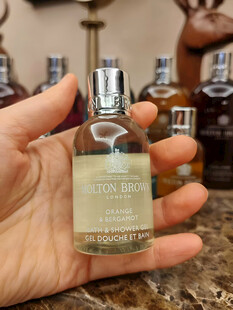 MOLTON BROWN
LONDON
ORANGE
& BERGAMOT
BATH & SHOWER GEL
GEL DOUCHE ET BAIN